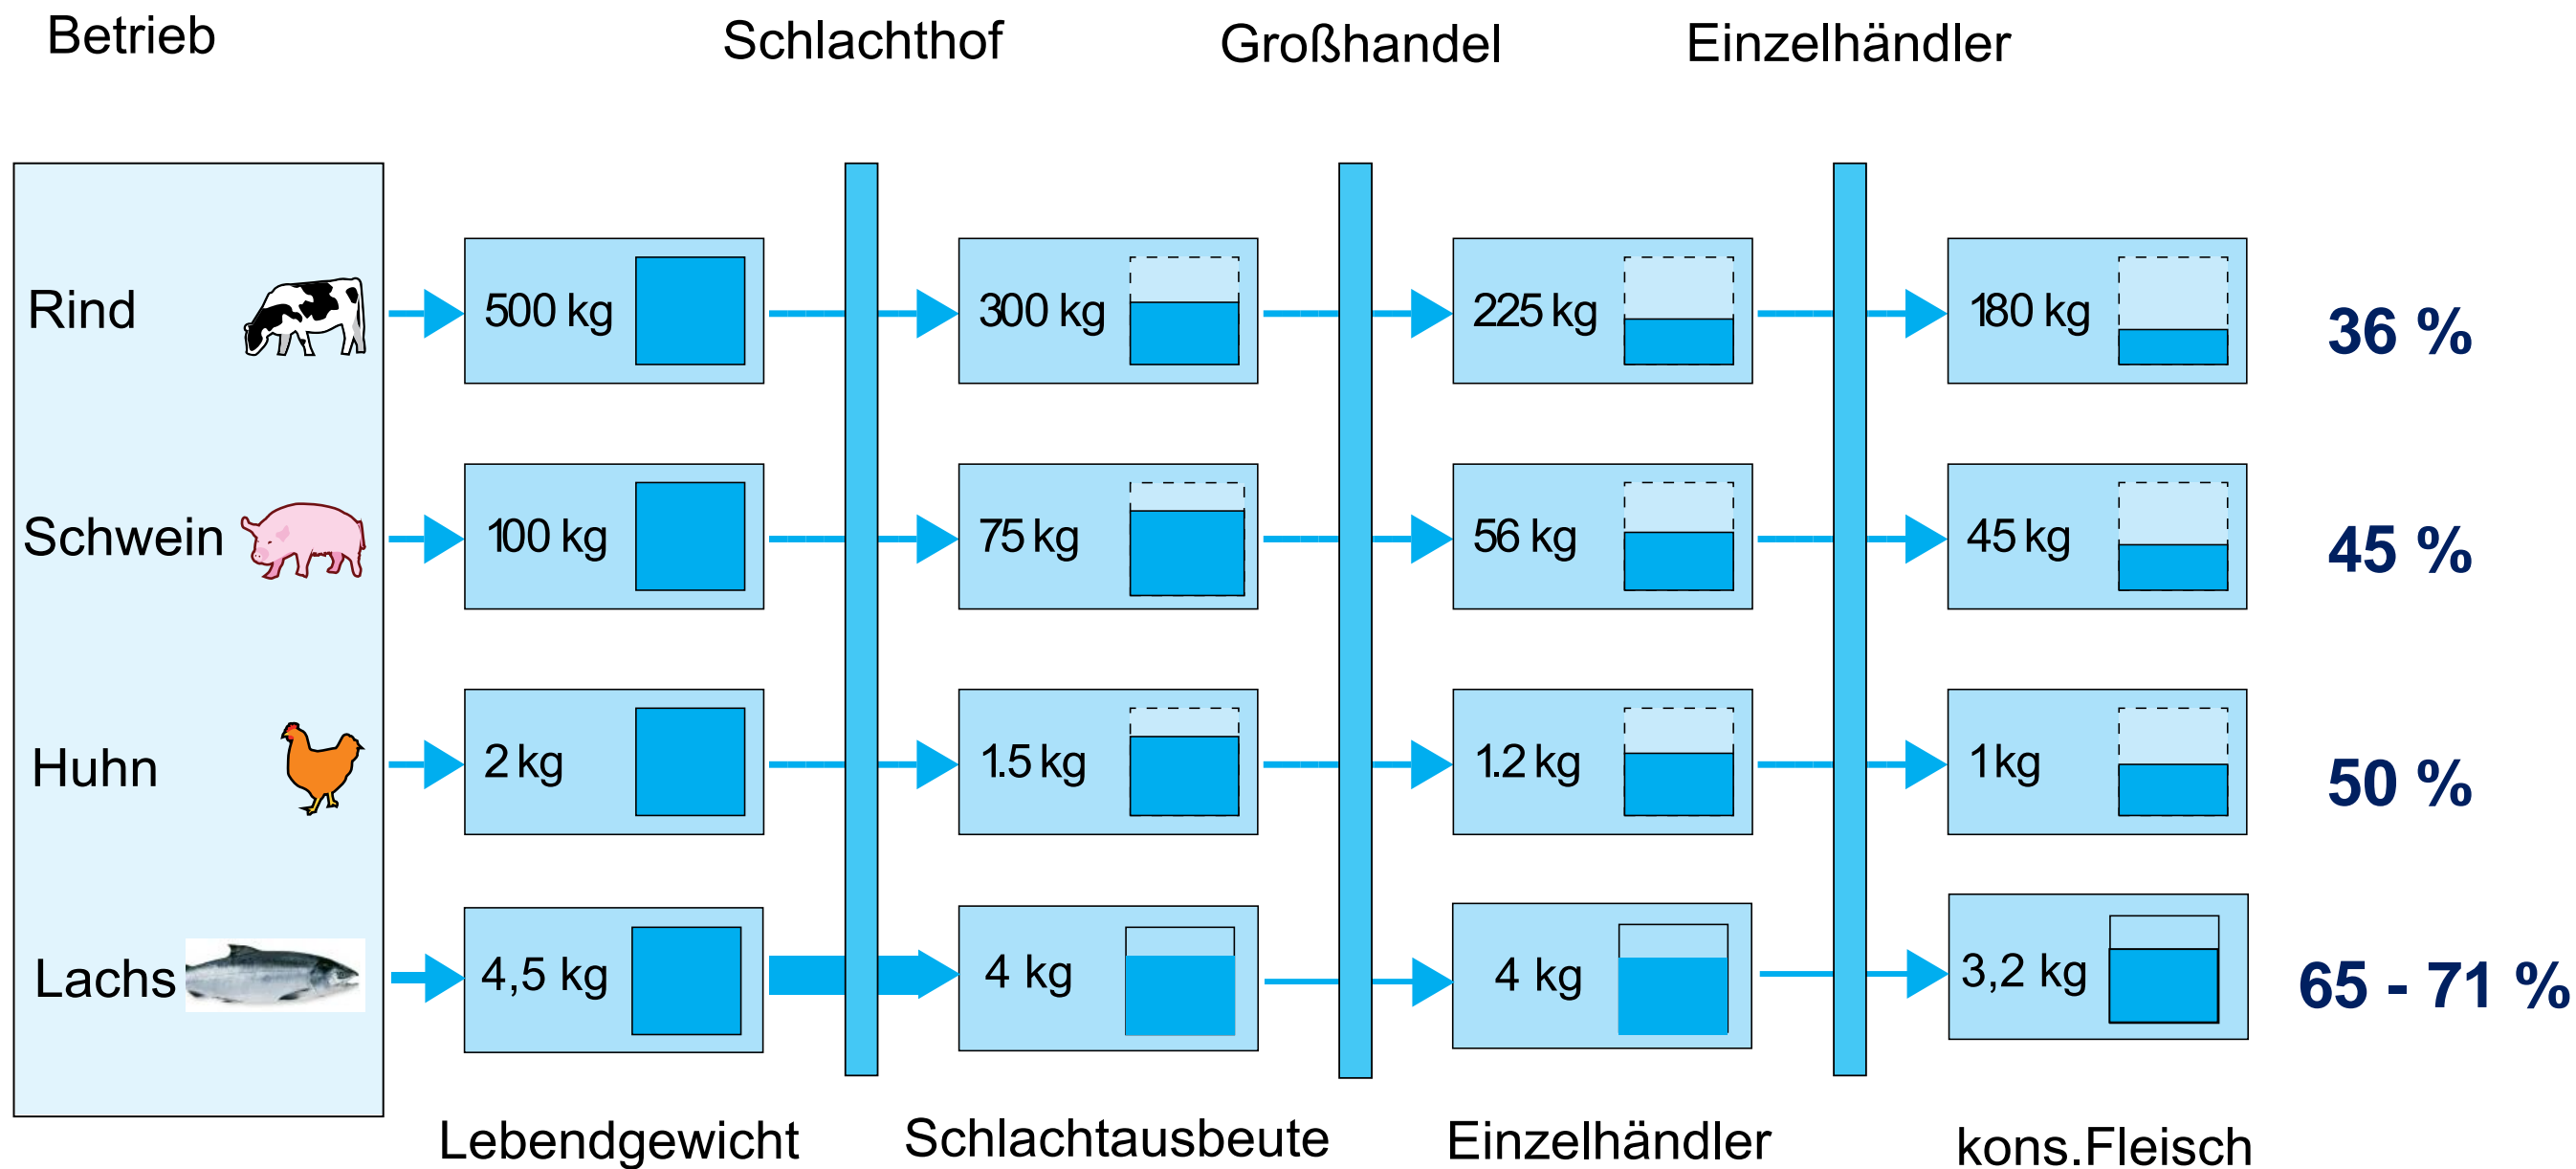 Betrieb
Schlachthof
Großhandel
Einzelhändler
Rind
500 kg
300 kg
225 kg
180 kg
36 %
Schwein
100 kg
75 kg
56 kg
45 kg
45 %
Huhn
2 kg
1.5 kg
1.2 kg
1 kg
50 %
Lachs
4,5 kg
4 kg
4 kg
3,2 kg
65 - 71 %
Lebendgewicht
Schlachtausbeute
Einzelhändler
kons.Fleisch